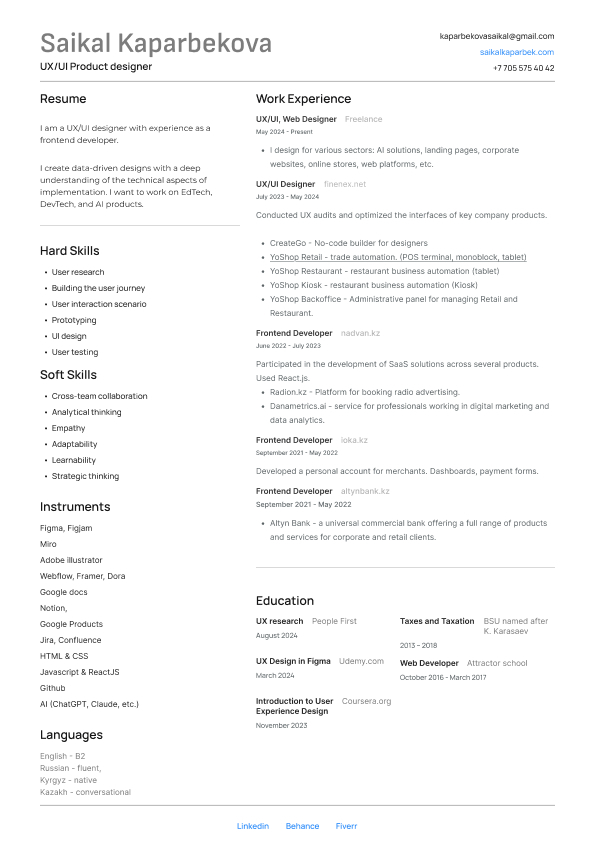 Saikal Kaparbekova
UX/UI Product designer
kaparbekovasaikal@gmail.com
saikalkaparbek.com
+7 705 575 40 42
Resume
I am a UX/UI designer with experience as a
frontend developer.
I create data-driven designs with a deep
understanding of the technical aspects of
implementation. I want to work on EdTech,
DevTech, and AI products.
Hard Skills
• User research
• Building the user journey
• User interaction scenario
• Prototyping
• UI design
• User testing
Soft Skills
• Cross-team collaboration
• Analytical thinking
• Empathy
• Adaptability
• Learnability
• Strategic thinking
Instruments
Figma, Figjam
Miro
Adobe illustrator
Webflow, Framer, Dora
Google docs
Notion,
Google Products
Jira, Confluence
HTML & CSS
Javascript & ReactJS
Github
AI (ChatGPT, Claude, etc.)
Languages
English - B2
Russian - fluent,
Kyrgyz - native
Kazakh - conversational
Work Experience
UX/UI, Web Designer Freelance
May 2024 - Present
• I design for various sectors: AI solutions, landing pages, corporate
websites, online stores, web platforms, etc.
UX/UI Designer finenex.net
July 2023 - May 2024
Conducted UX audits and optimized the interfaces of key company products.
• CreateGo - No-code builder for designers
• YoShop Retail - trade automation. (POS terminal, monoblock, tablet)
• YoShop Restaurant - restaurant business automation (tablet)
• YoShop Kiosk - restaurant business automation (Kiosk)
• YoShop Backoffice - Administrative panel for managing Retail and
Restaurant.
Frontend Developer nadvan.kz
June 2022 - July 2023
Participated in the development of SaaS solutions across several products.
Used React.js.
• Radion.kz - Platform for booking radio advertising.
• Danametrics.ai - service for professionals working in digital marketing and
data analytics.
Frontend Developer ioka.kz
September 2021 - May 2022
Developed a personal account for merchants. Dashboards, payment forms.
Frontend Developer altynbank.kz
September 2021 - May 2022
• Altyn Bank - a universal commercial bank offering a full range of products
and services for corporate and retail clients.
Education
UX research People First
August 2024
UX Design in Figma Udemy.com
March 2024
Introduction to User Coursera.org
Experience Design
November 2023
Taxes and Taxation BSU named after
K. Karasaev
2013 - 2018
Web Developer Attractor school
October 2016 - March 2017
Linkedin Behance Fiverr